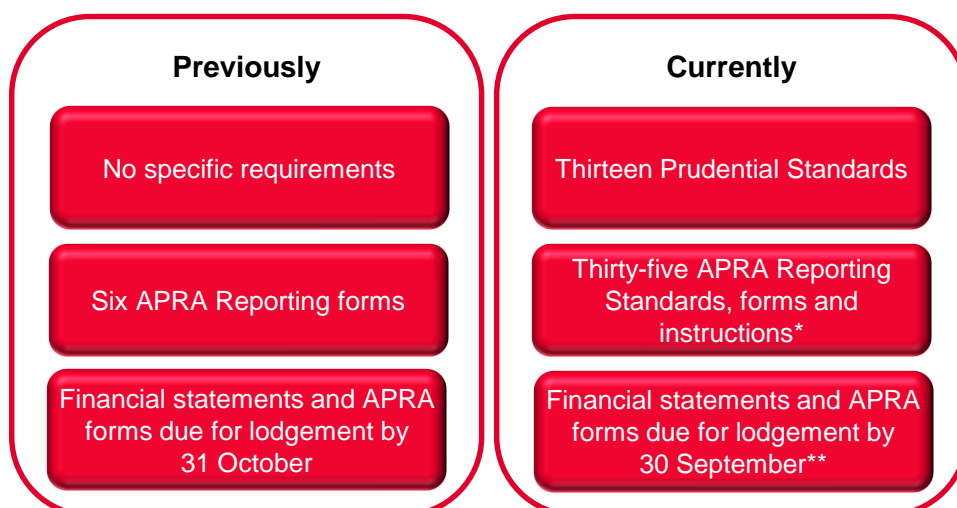 Previously
No specific requirements
Six APRA Reporting forms
Financial statements and APRA
forms due for lodgement by
31 October
Currently
Thirteen Prudential Standards
Thirty-five APRA Reporting
Standards, forms and
instructions*
Financial statements and APRA
forms due for lodgement by
30 September**